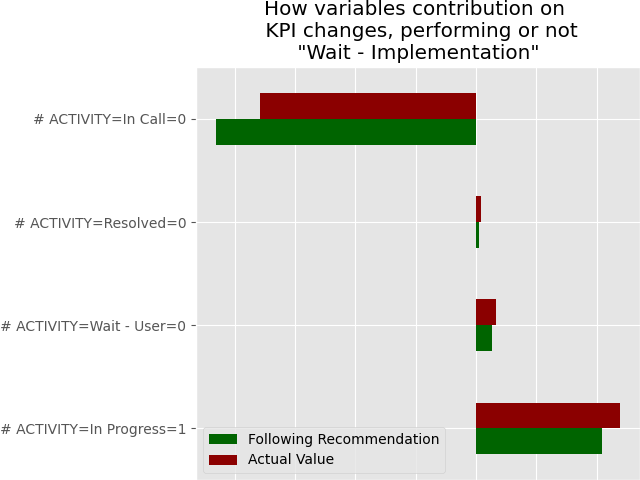 How variables contribution on
KPI changes, performing or not
"Wait - Implementation"
# ACTIVITY=In Call=0
# ACTIVITY=Resolved=0
# ACTIVITY=Wait - User=0
# ACTIVITY=In Progress=1
Following Recommendation
Actual Value